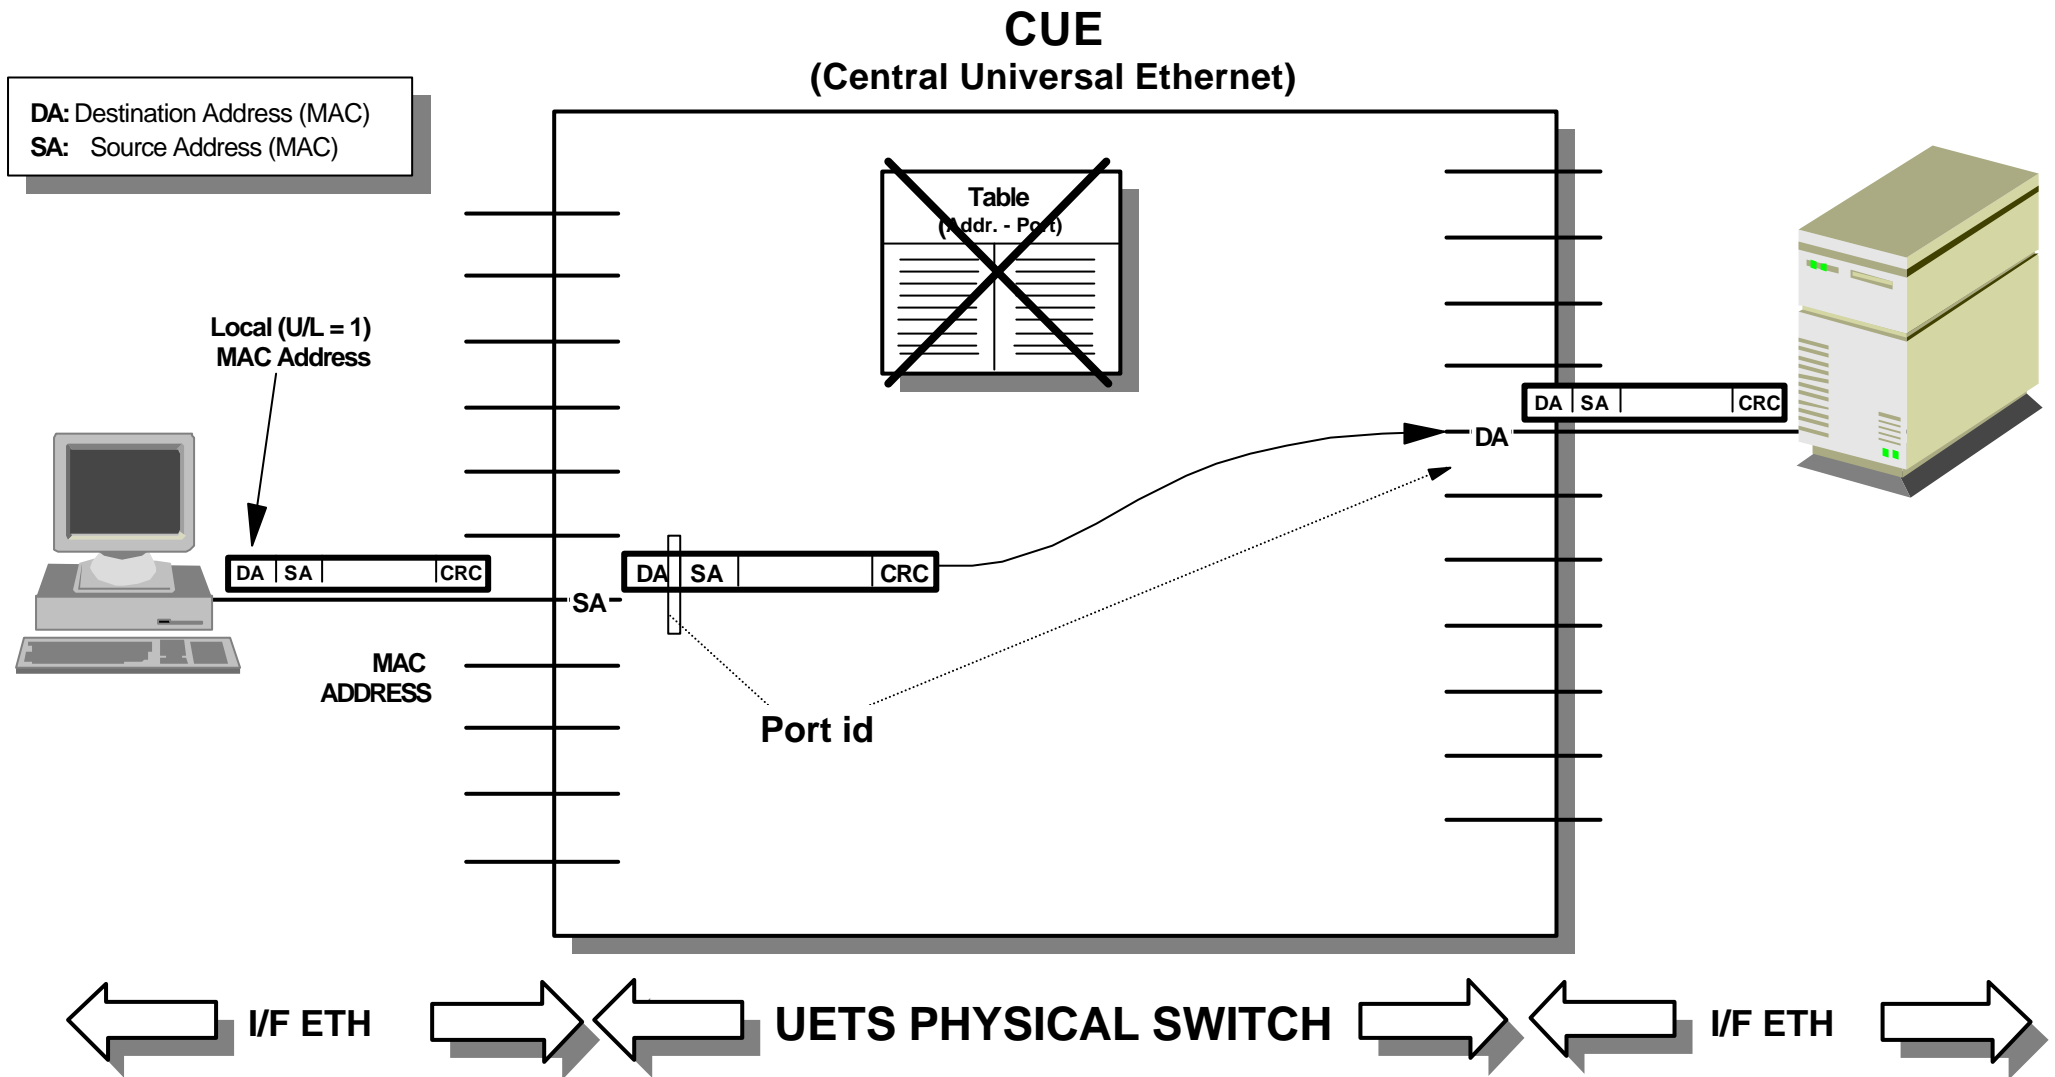 CUE
(Central Universal Ethernet)
DA: Destination Address (MAC)
SA: Source Address (MAC)
Table
(Addr. - Port)
Local (U/L = 1)
MAC Address
DA SA CRC
DA
DA SA CRC
DA SA CRC
SA
MAC
ADDRESS
Port id
I/F ETH
UETS PHYSICAL SWITCH
I/F ETH